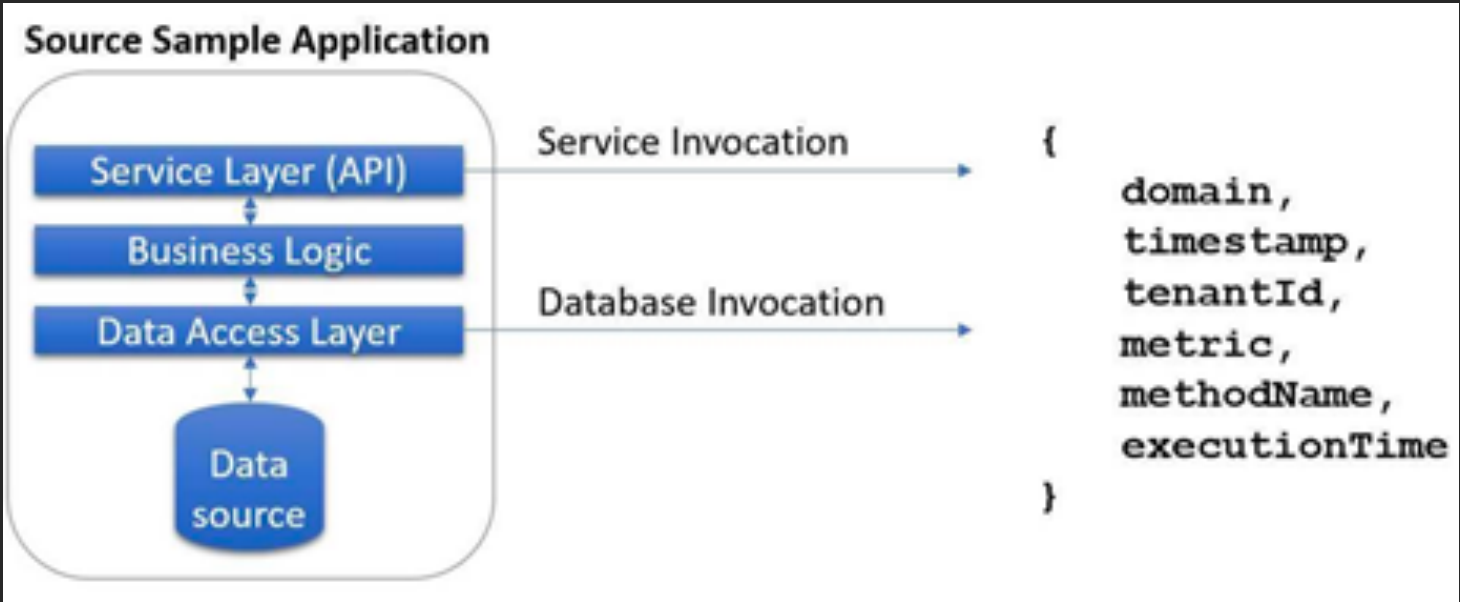 Source Sample Application
Service Layer (API)
Business Logic
Data Access Layer
Data
source
Service Invocation
Database Invocation
{
domain,
timestamp,
tenantId,
metric,
methodName,
executionTime
}